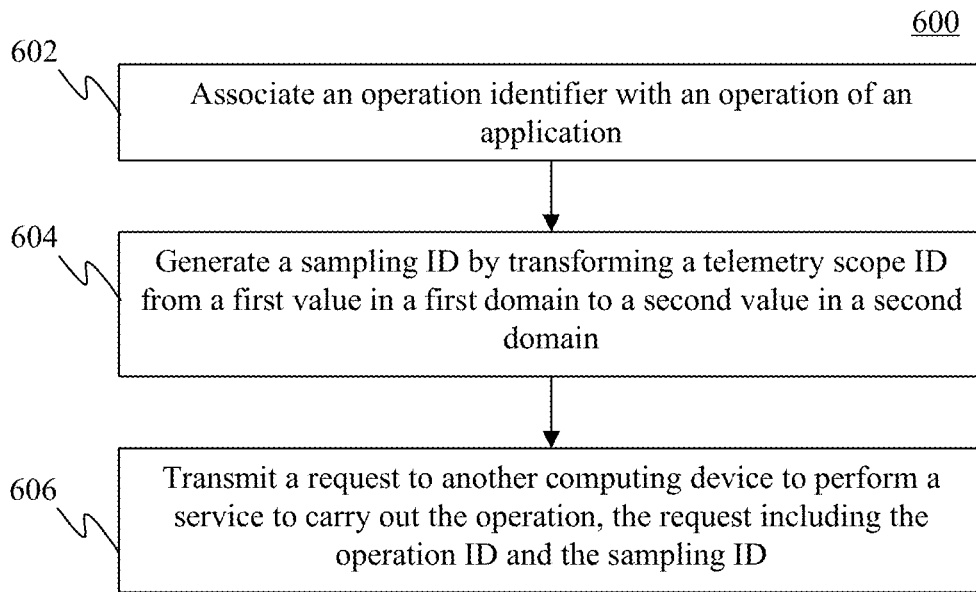 600
602
Associate an operation identifier with an operation of an
application
604
Generate a sampling ID by transforming a telemetry scope ID
from a first value in a first domain to a second value in a second
domain
606
Transmit a request to another computing device to perform a
service to carry out the operation, the request including the
operation ID and the sampling ID